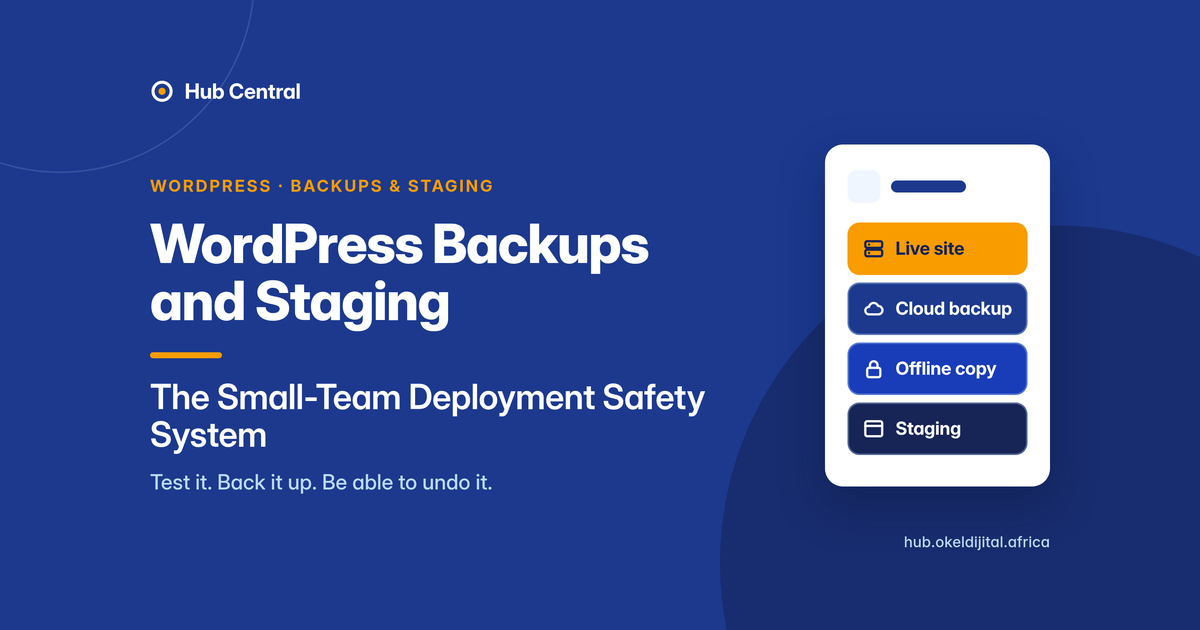 Hub Central
WORDPRESS · BACKUPS & STAGING
WordPress Backups
and Staging
The Small-Team Deployment Safety
System
Test it. Back it up. Be able to undo it.
Live site
Cloud backup
Offline copy
Staging
hub.okeldijital.africa